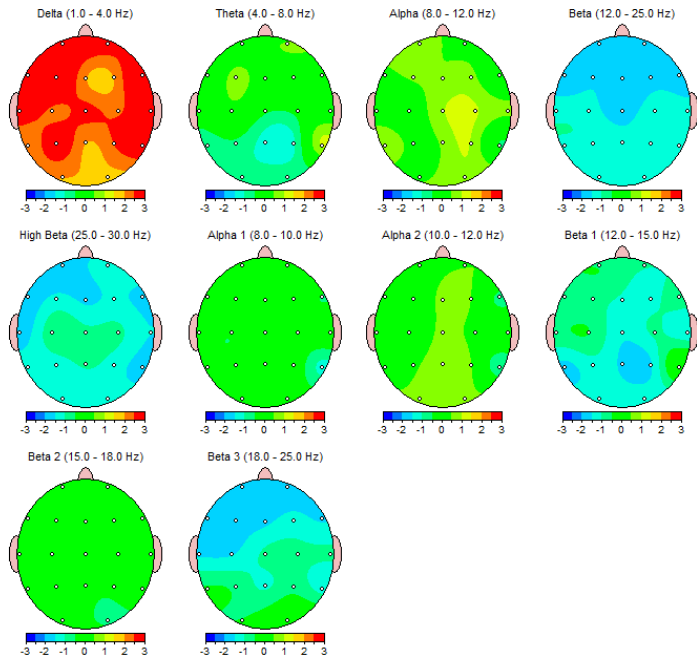 Delta (1.0 - 4.0 Hz) Theta (4.0 - 8.0 Hz) Alpha (8.0 - 12.0 Hz) Beta (12.0 - 25.0 Hz)
-3 -2 -1 0 1 2 3 -3 -2 -1 0 1 2 3 -3 -2 -1 0 1 2 3 -3 -2 -1 0 1 2 3
High Beta (25.0 - 30.0 Hz) Alpha 1 (8.0 - 10.0 Hz) Alpha 2 (10.0 - 12.0 Hz) Beta 1 (12.0 - 15.0 Hz)
-3 -2 -1 0 1 2 3 -3 -2 -1 0 1 2 3 -3 -2 -1 0 1 2 3 -3 -2 -1 0 1 2 3
Beta 2 (15.0 - 18.0 Hz) Beta 3 (18.0 - 25.0 Hz)
-3 -2 -1 0 1 2 3 -3 -2 -1 0 1 2 3